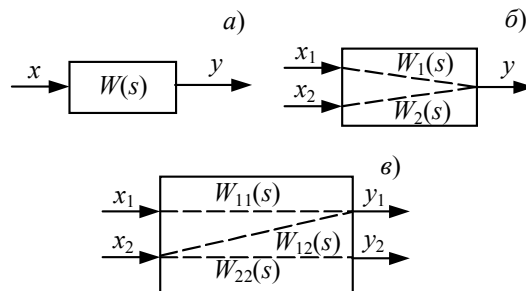 а)
x W(s) y
б)
x1 W1(s)
x2 W2(s) y
в)
x1 W11(s) y1
x2 W12(s) y2
W22(s)